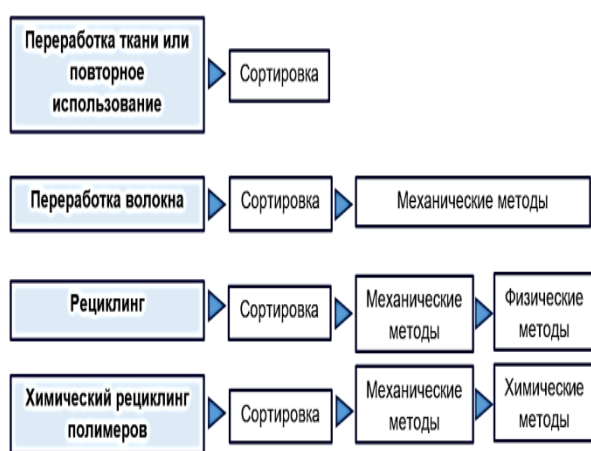 Переработка ткани или
повторное
использование
Сортировка
Переработка волокна
Сортировка
Механические методы
Рециклинг
Сортировка
Механические
методы
Физические
методы
Химический рециклинг
полимеров
Сортировка
Механические
методы
Химические
методы